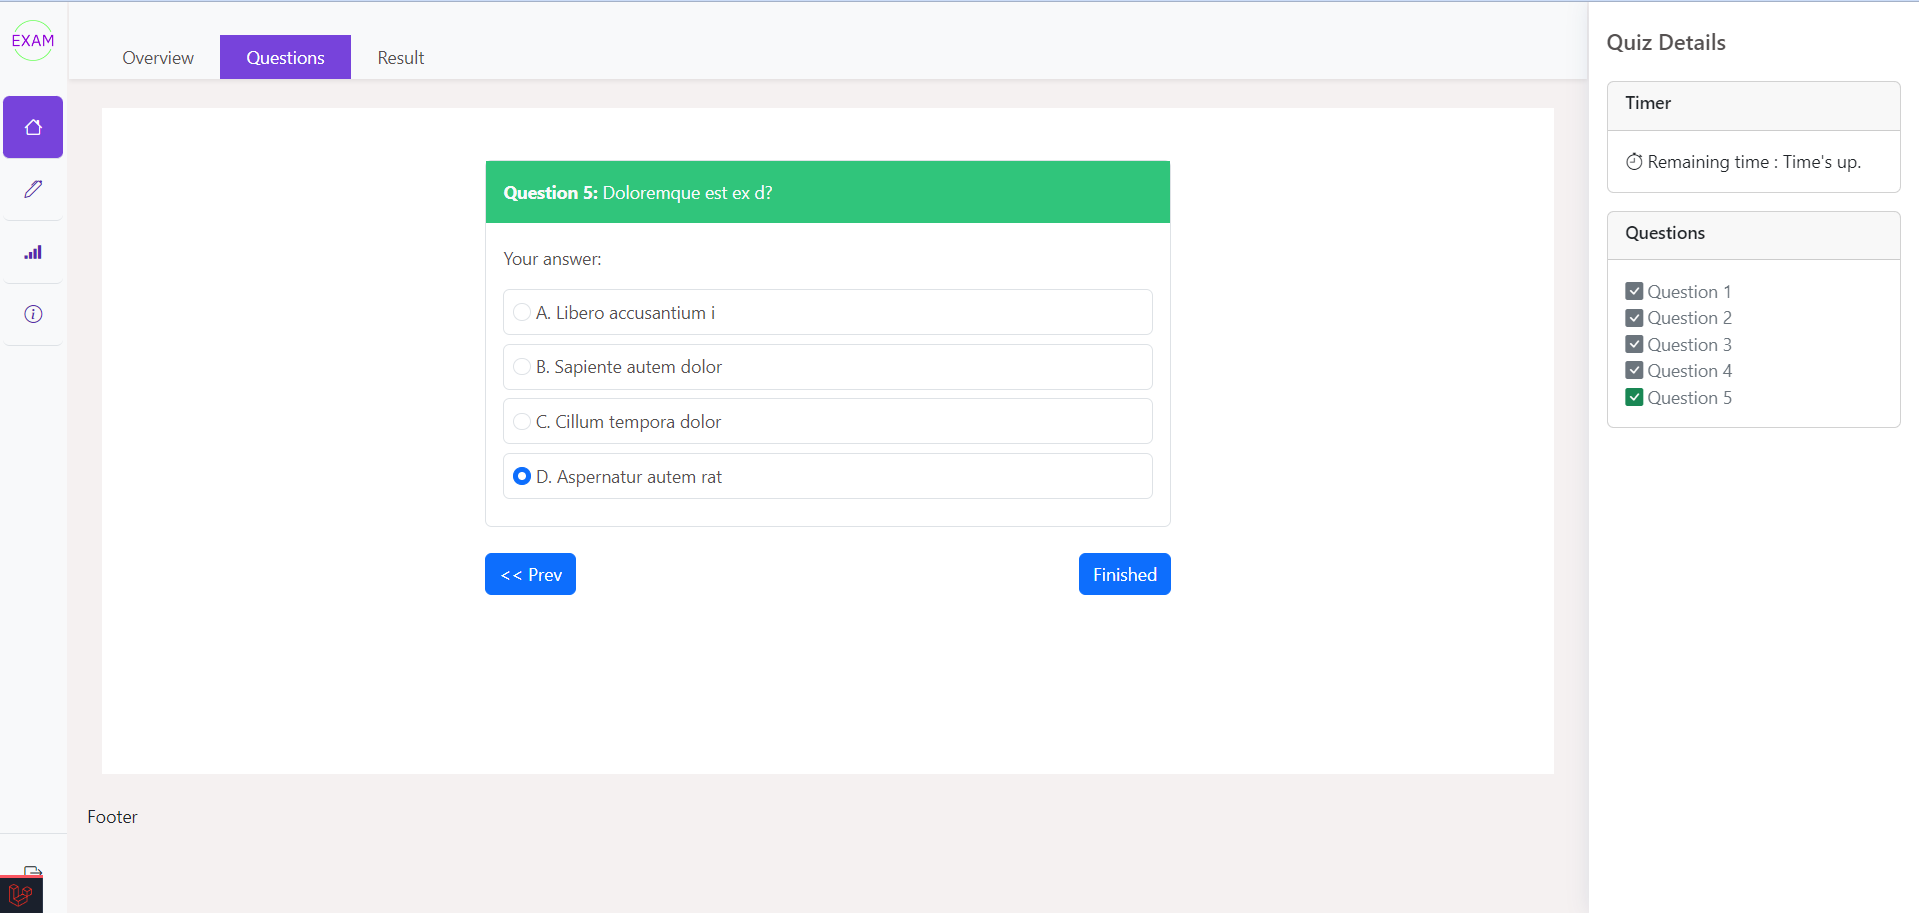 EXAM
Overview
Questions
Result
Question 5: Doloremque est ex d?
Your answer:
A. Libero accusantium i
B. Sapiente autem dolor
C. Cillum tempora dolor
D. Aspernatur autem rat
<< Prev
Finished
Footer
Quiz Details
Timer
Remaining time : Time's up.
Questions
Question 1
Question 2
Question 3
Question 4
Question 5